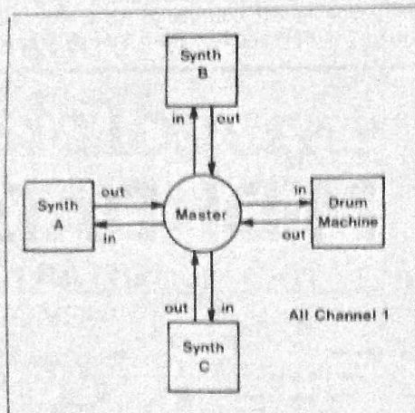 Synth
B
in
out
out
Synth
A
in
Master
in
Drum
Machine
out
out
in
All Channel 1
Synth
C